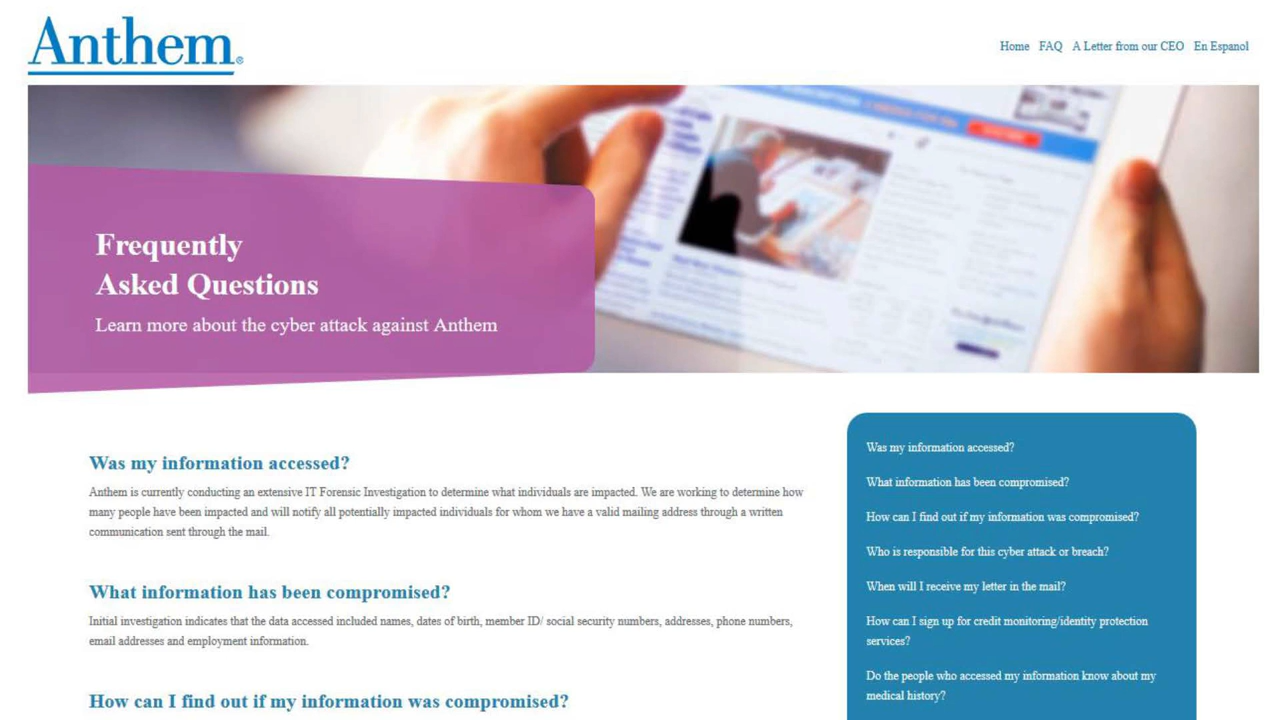 Anthem®
Home FAQ A Letter from our CEO En Espanol
Frequently
Asked Questions
Learn more about the cyber attack against Anthem
Was my information accessed?
Anthem is currently conducting an extensive IT Forensic Investigation to determine what individuals are impacted. We are working to determine how
many people have been impacted and will notify all potentially impacted individuals for whom we have a valid mailing address through a written
communication sent through the mail.
What information has been compromised?
Initial investigation indicates that the data accessed included names, dates of birth, member ID/ social security numbers, addresses, phone numbers,
email addresses and employment information.
How can I find out if my information was compromised?
Was my information accessed?
What information has been compromised?
How can I find out if my information was compromised?
Who is responsible for this cyber attack or breach?
When will I receive my letter in the mail?
How can I sign up for credit monitoring/identity protection
services?
Do the people who accessed my information know about my
medical history?